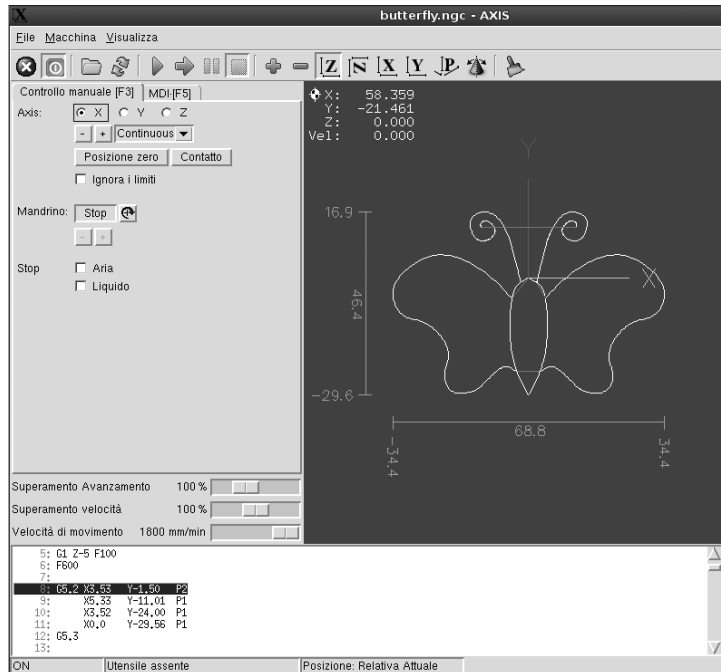 butterfly.ngc - AXIS
File Macchina Visualizza
Z N X Y P
Controllo manuale [F3] MDI [F5]
Axis: X Y Z
- + Continuous
Posizione zero Contatto
Ignora i limiti
Mandrino: Stop
- +
Stop Aria
Liquido
X: 58.359
Y: -21.461
Z: 0.000
Vel: 0.000
Y
16.9
X
46.4
-29.6
68.8
-34.4
34.4
Superamento Avanzamento 100 %
Superamento velocità 100 %
Velocità di movimento 1800 mm/min
5: G1 Z-5 F100
6: F600
7:
8: G5.2 X3.53 Y-1.50 P2
9: X5.33 Y-11.01 P1
10: X3.52 Y-24.00 P1
11: X0.0 Y-29.56 P1
12: G5.3
13:
ON Utensile assente Posizione: Relativa Attuale